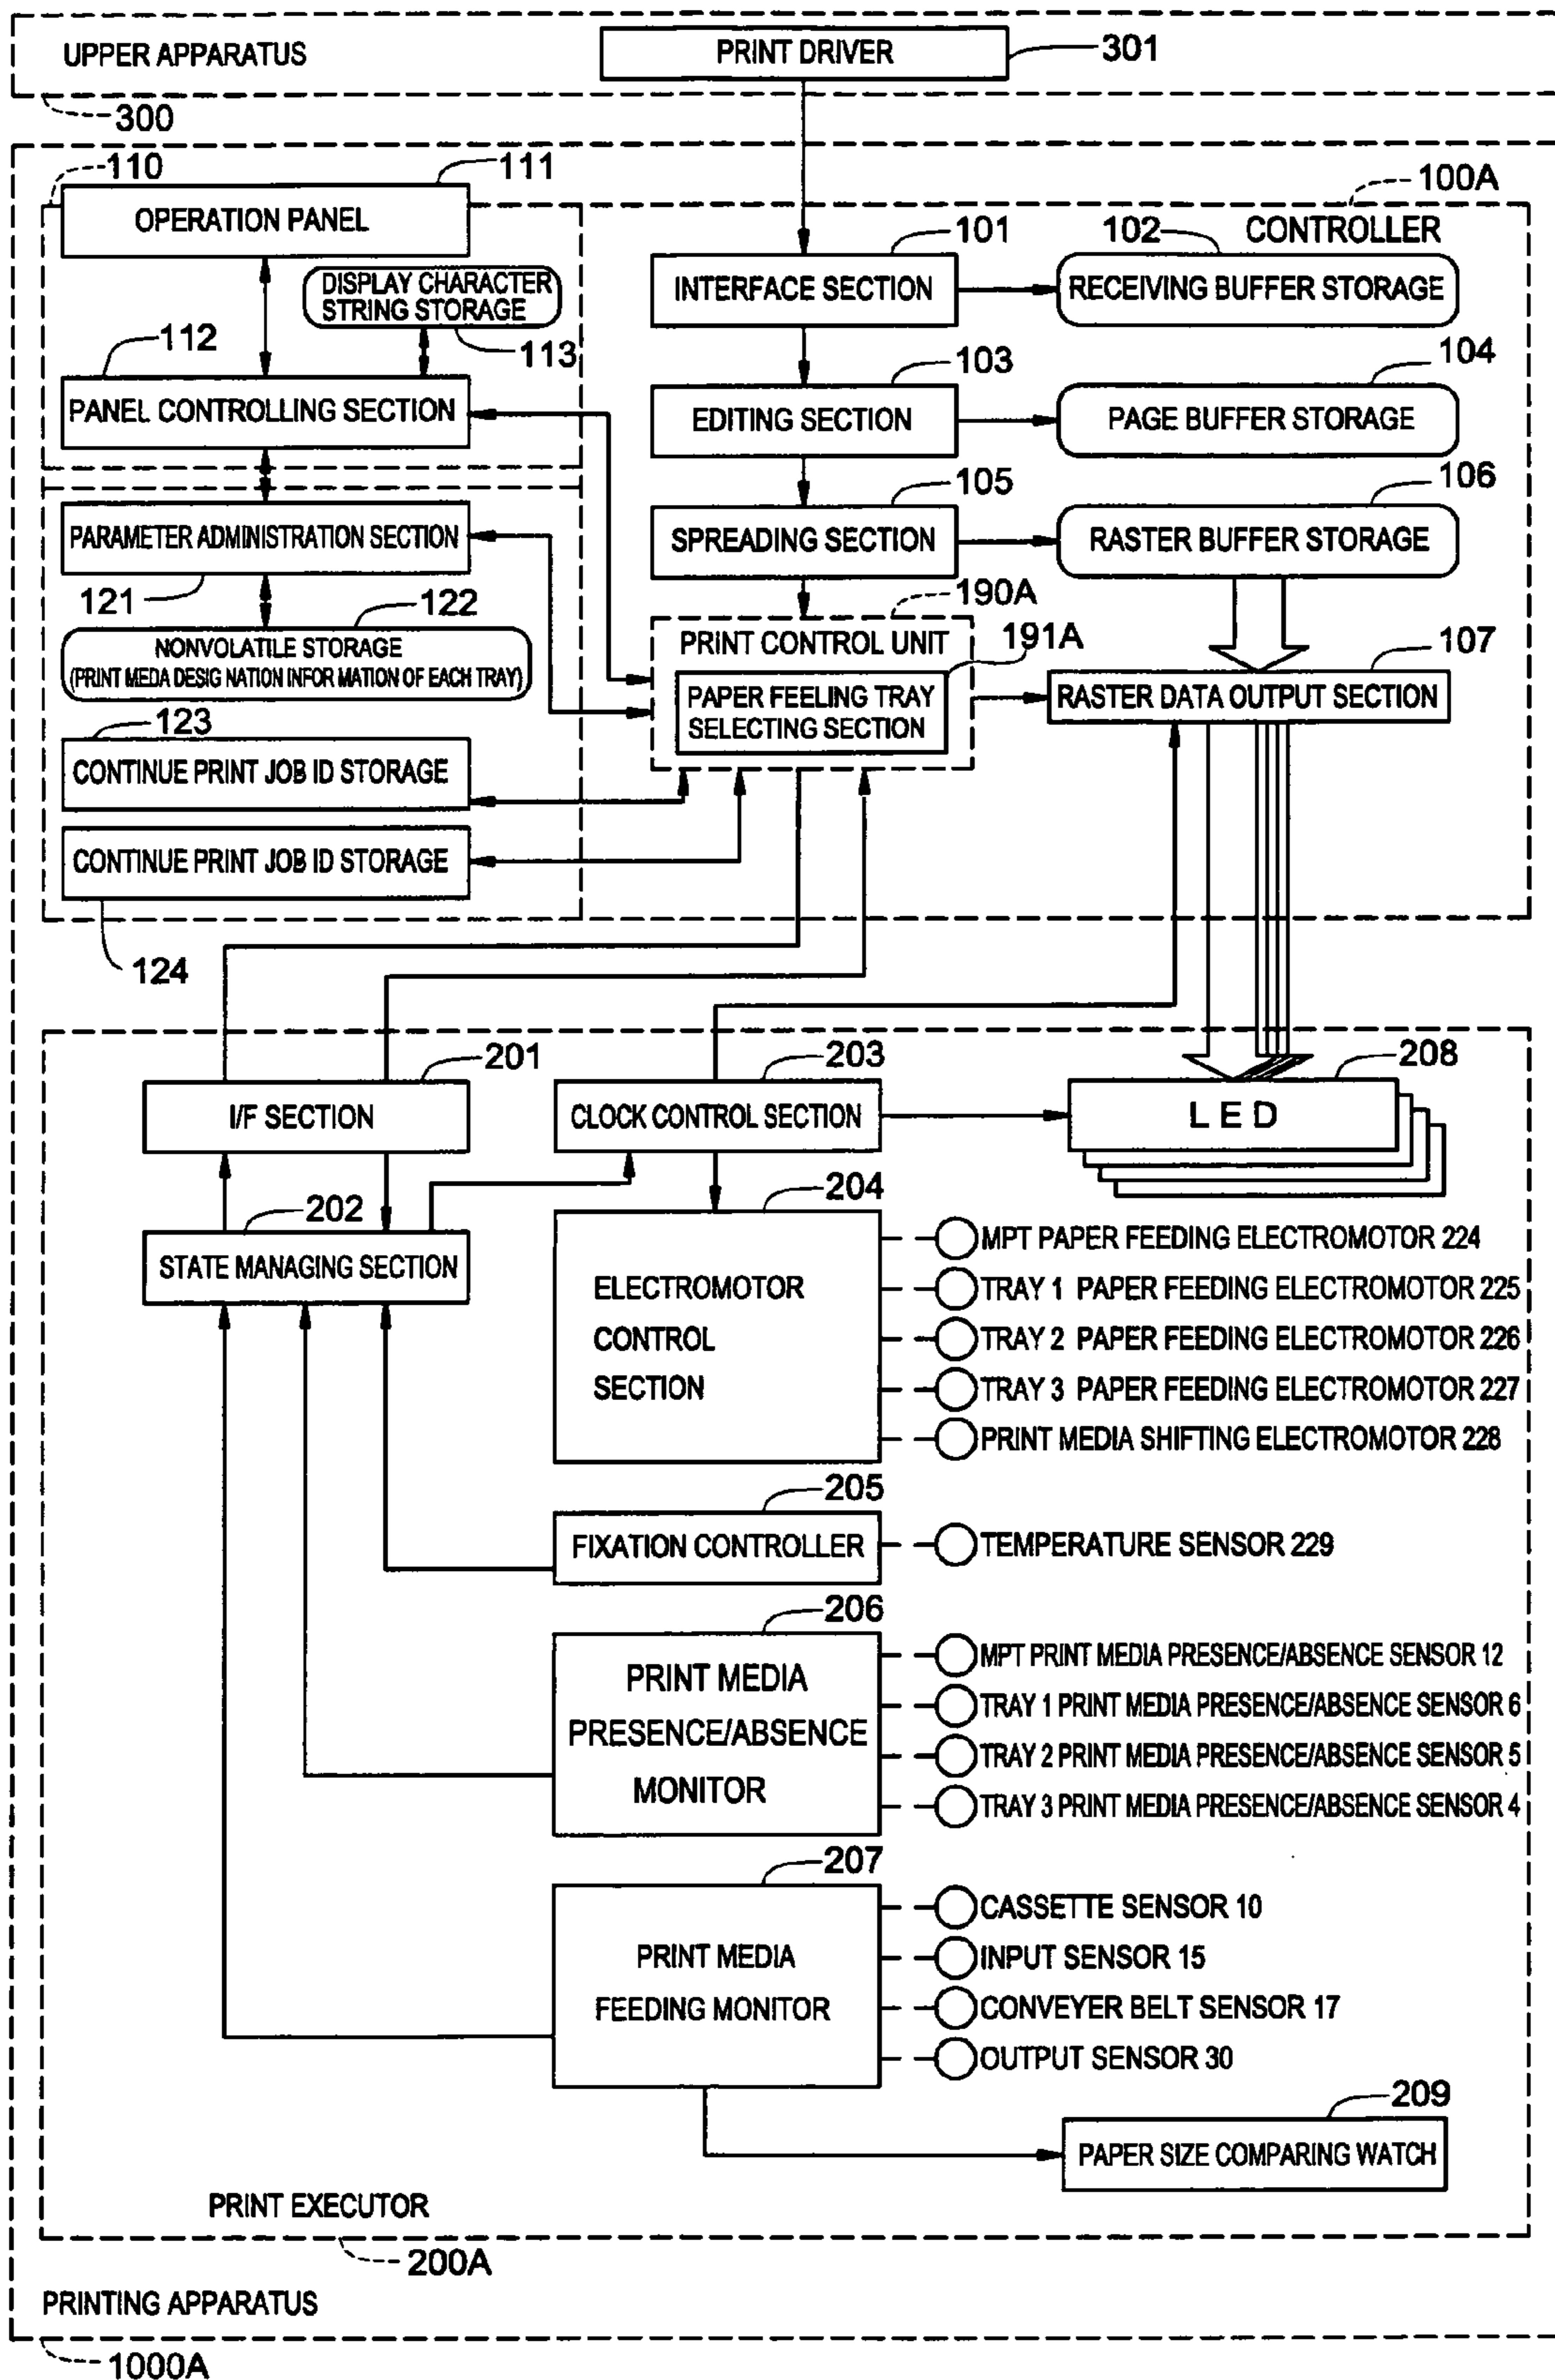 UPPER APPARATUS
PRINT DRIVER
301
300
110
111
100A
OPERATION PANEL
101
102
CONTROLLER
DISPLAY CHARACTER
STRING STORAGE
INTERFACE SECTION
RECEIVING BUFFER STORAGE
112
113
103
104
PANEL CONTROLLING SECTION
EDITING SECTION
PAGE BUFFER STORAGE
105
106
PARAMETER ADMINISTRATION SECTION
SPREADING SECTION
RASTER BUFFER STORAGE
121
122
190A
NONVOLATILE STORAGE
(PRINT MEDA DESIG NATION INFOR MATION OF EACH TRAY)
PRINT CONTROL UNIT
191A
107
PAPER FEELING TRAY
SELECTING SECTION
RASTER DATA OUTPUT SECTION
123
CONTINUE PRINT JOB ID STORAGE
CONTINUE PRINT JOB ID STORAGE
124
201
203
208
I/F SECTION
CLOCK CONTROL SECTION
LED
202
204
STATE MANAGING SECTION
ELECTROMOTOR
CONTROL
SECTION
MPT PAPER FEEDING ELECTROMOTOR 224
TRAY 1 PAPER FEEDING ELECTROMOTOR 225
TRAY 2 PAPER FEEDING ELECTROMOTOR 226
TRAY 3 PAPER FEEDING ELECTROMOTOR 227
PRINT MEDIA SHIFTING ELECTROMOTOR 228
205
FIXATION CONTROLLER
TEMPERATURE SENSOR 229
206
PRINT MEDIA
PRESENCE/ABSENCE
MONITOR
MPT PRINT MEDIA PRESENCE/ABSENCE SENSOR 12
TRAY 1 PRINT MEDIA PRESENCE/ABSENCE SENSOR 6
TRAY 2 PRINT MEDIA PRESENCE/ABSENCE SENSOR 5
TRAY 3 PRINT MEDIA PRESENCE/ABSENCE SENSOR 4
207
PRINT MEDIA
FEEDING MONITOR
CASSETTE SENSOR 10
INPUT SENSOR 15
CONVEYER BELT SENSOR 17
OUTPUT SENSOR 30
209
PAPER SIZE COMPARING WATCH
PRINT EXECUTOR
200A
PRINTING APPARATUS
1000A